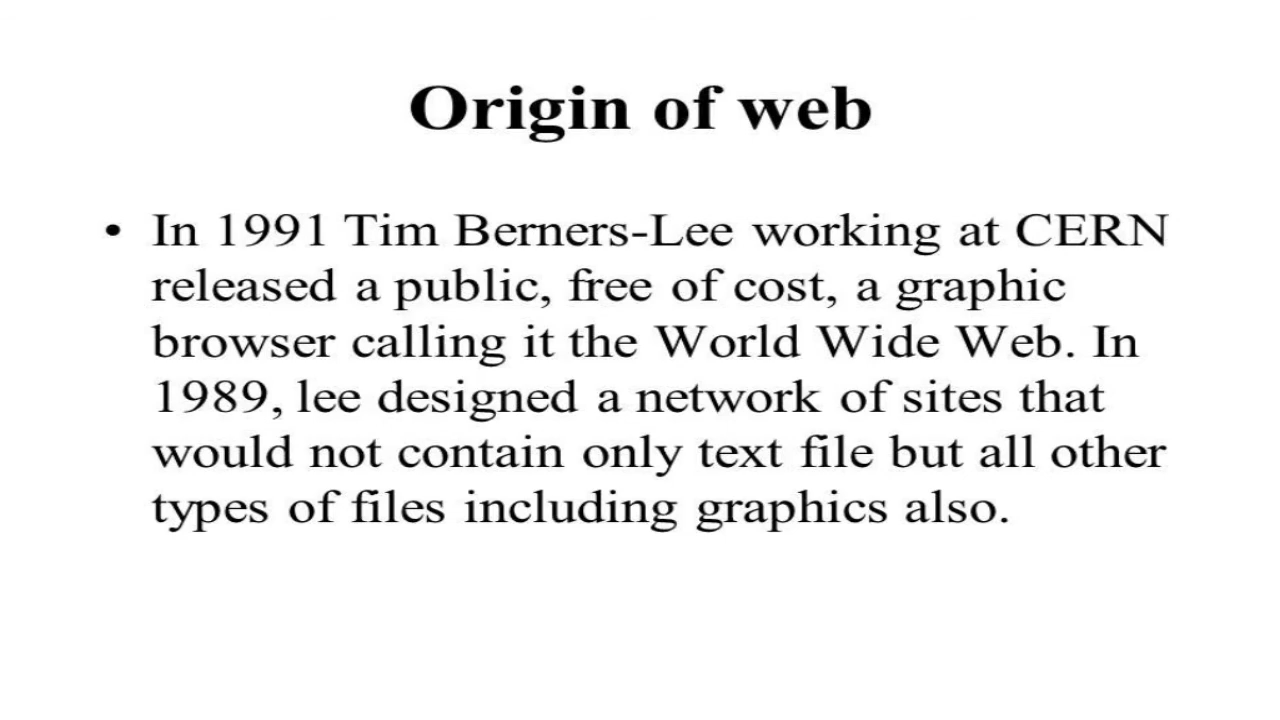 Origin of web
• In 1991 Tim Berners-Lee working at CERN
released a public, free of cost, a graphic
browser calling it the World Wide Web. In
1989, lee designed a network of sites that
would not contain only text file but all other
types of files including graphics also.